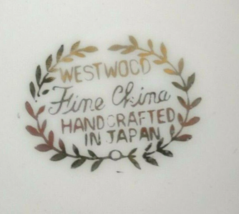 WESTWOOD
Fine China
HANDCRAFTED
IN JAPAN